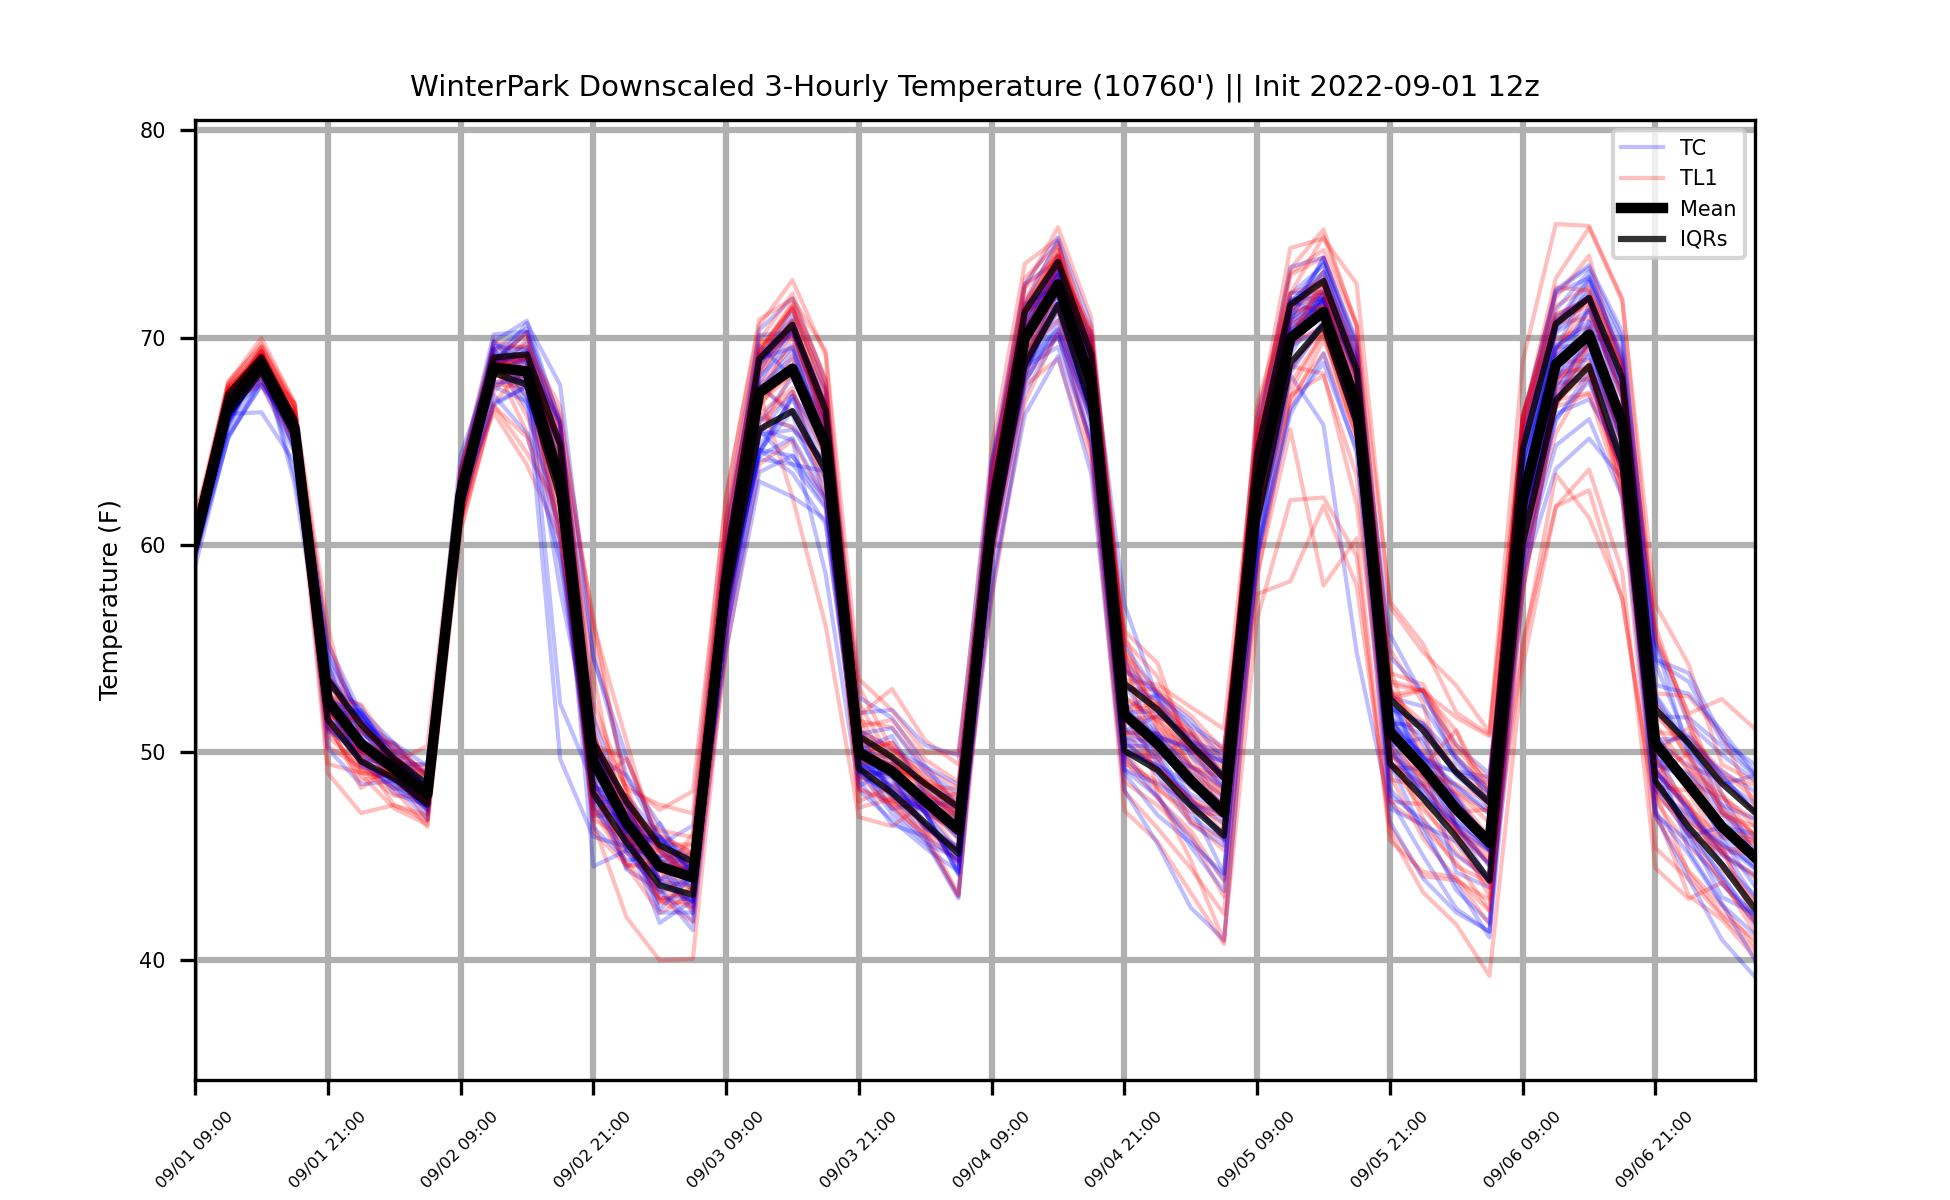 WinterPark Downscaled 3-Hourly Temperature (10760') || Init 2022-09-01 12z
80
70
60
50
40
Temperature (F)
TC
TL1
Mean
IQRs
09/01 09:00
09/01 21:00
09/02 09:00
09/02 21:00
09/03 09:00
09/03 21:00
09/04 09:00
09/04 21:00
09/05 09:00
09/05 21:00
09/06 09:00
09/06 21:00